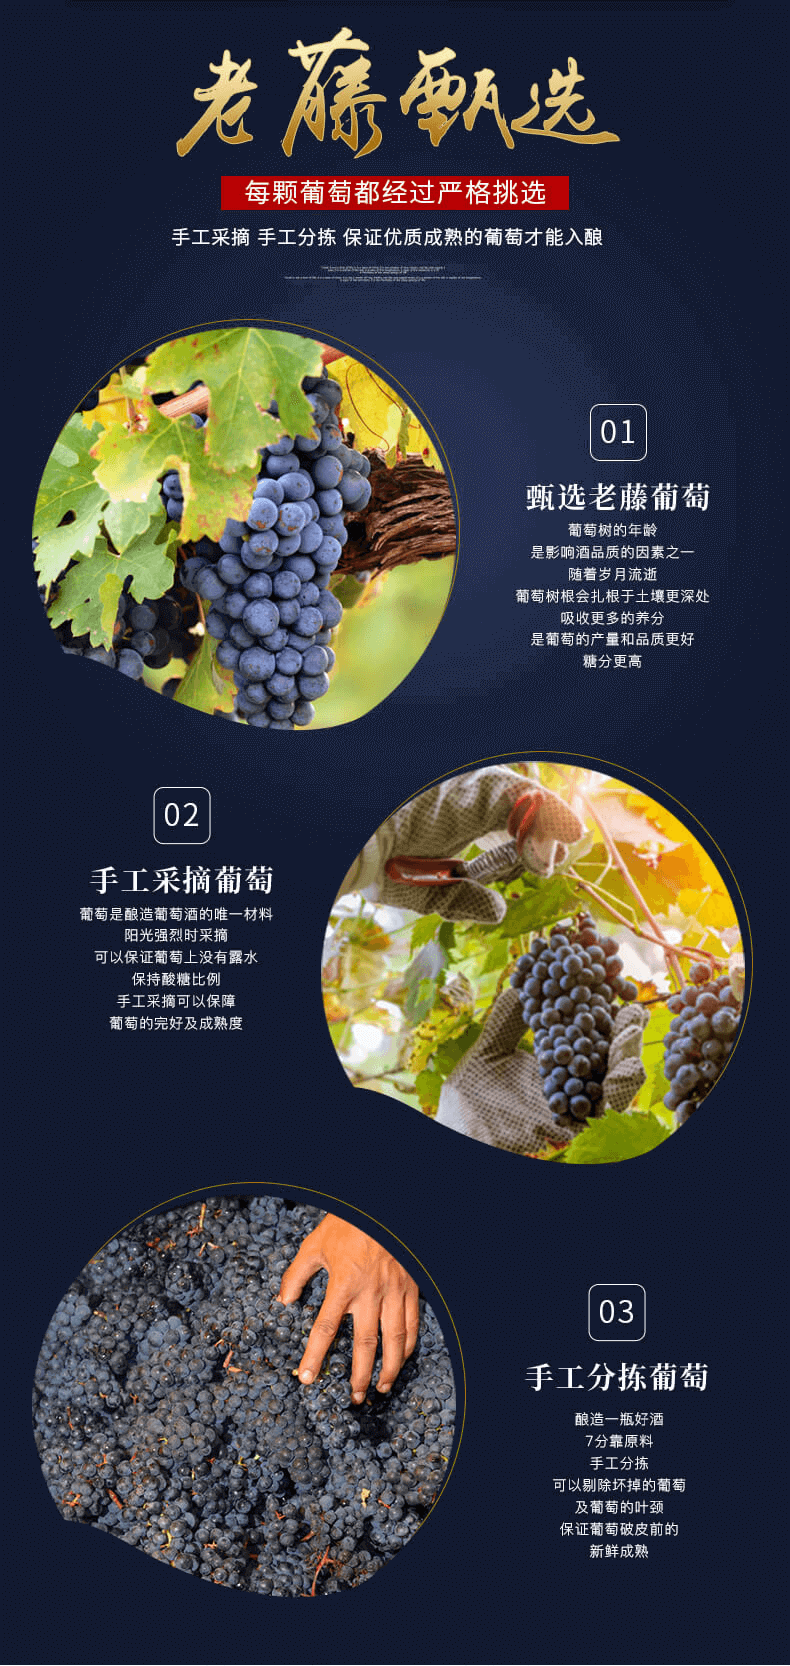 老藤甄选
每颗葡萄都经过严格挑选
手工采摘 手工分拣 保证优质成熟的葡萄才能入酿
01
甄选老藤葡萄
葡萄树的年龄
是影响酒品质的因素之一
随着岁月流逝
葡萄树根会扎根于土壤更深处
吸收更多的养分
是葡萄的产量和品质更好
糖分更高
02
手工采摘葡萄
葡萄是酿造葡萄酒的唯一材料
阳光强烈时采摘
可以保证葡萄上没有露水
保持酸糖比例
手工采摘可以保障
葡萄的完好及成熟度
03
手工分拣葡萄
酿造一瓶好酒
7分靠原料
手工分拣
可以剔除坏掉的葡萄
及葡萄的叶颈
保证葡萄破皮前的
新鲜成熟